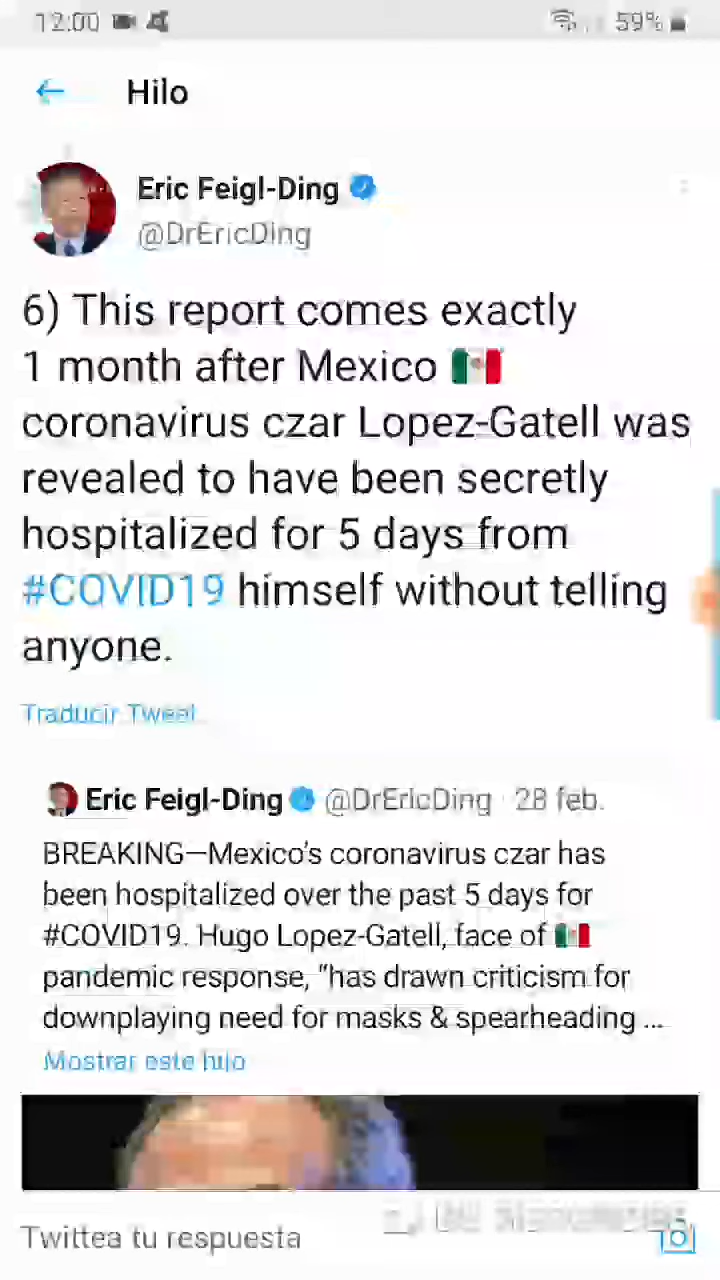 12:00
59%
Hilo
Eric Feigl-Ding
@DrEricDing
6) This report comes exactly
1 month after Mexico 🇲🇽
coronavirus czar Lopez-Gatell was
revealed to have been secretly
hospitalized for 5 days from
#COVID19 himself without telling
anyone.
Traducir Tweet
Eric Feigl-Ding @DrEricDing · 28 feb.
BREAKING—Mexico's coronavirus czar has
been hospitalized over the past 5 days for
#COVID19. Hugo Lopez-Gatell, face of 🇲🇽
pandemic response, "has drawn criticism for
downplaying need for masks & spearheading ...
Mostrar este hilo
Twittea tu respuesta